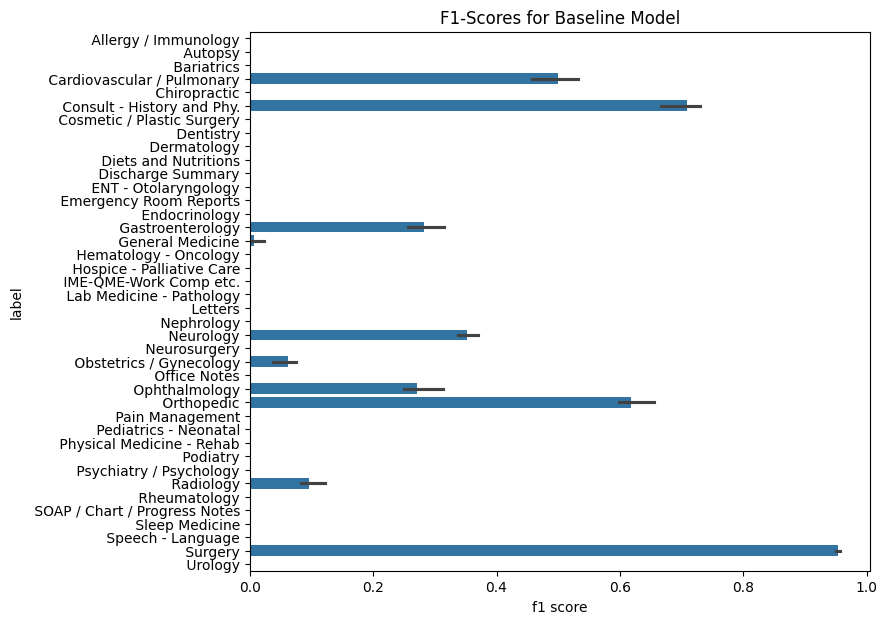 F1-Scores for Baseline Model
Allergy / Immunology
Autopsy
Bariatrics
Cardiovascular / Pulmonary
Chiropractic
Consult - History and Phy.
Cosmetic / Plastic Surgery
Dentistry
Dermatology
Diets and Nutritions
Discharge Summary
ENT - Otolaryngology
Emergency Room Reports
Endocrinology
Gastroenterology
General Medicine
Hematology - Oncology
Hospice - Palliative Care
IME-QME-Work Comp etc.
Lab Medicine - Pathology
Letters
Nephrology
Neurology
Neurosurgery
Obstetrics / Gynecology
Office Notes
Ophthalmology
Orthopedic
Pain Management
Pediatrics - Neonatal
Physical Medicine - Rehab
Podiatry
Psychiatry / Psychology
Radiology
Rheumatology
SOAP / Chart / Progress Notes
Sleep Medicine
Speech - Language
Surgery
Urology
label
0.0 0.2 0.4 0.6 0.8 1.0
f1 score